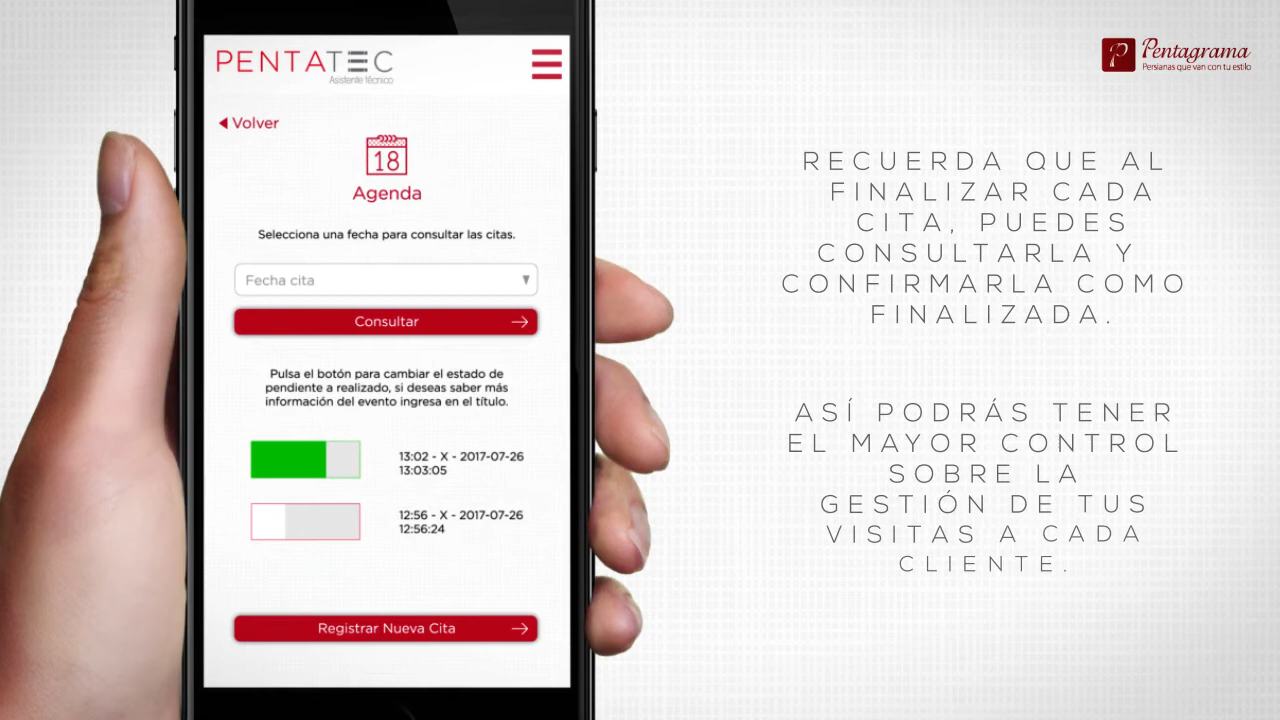 PENTATEC
Asistente técnico
Volver
18
Agenda
Selecciona una fecha para consultar las citas.
Fecha cita
Consultar
Pulsa el botón para cambiar el estado de
pendiente a realizado, si deseas saber más
información del evento ingresa en el título.
13:02 - X - 2017-07-26
13:03:05
12:56 - X - 2017-07-26
12:56:24
Registrar Nueva Cita
Pentagrama
Persianas que van con tu estilo
RECUERDA QUE AL
FINALIZAR CADA
CITA, PUEDES
CONSULTARLA Y
CONFIRMARLA COMO
FINALIZADA.
ASÍ PODRÁS TENER
EL MAYOR CONTROL
SOBRE LA
GESTIÓN DE TUS
VISITAS A CADA
CLIENTE.